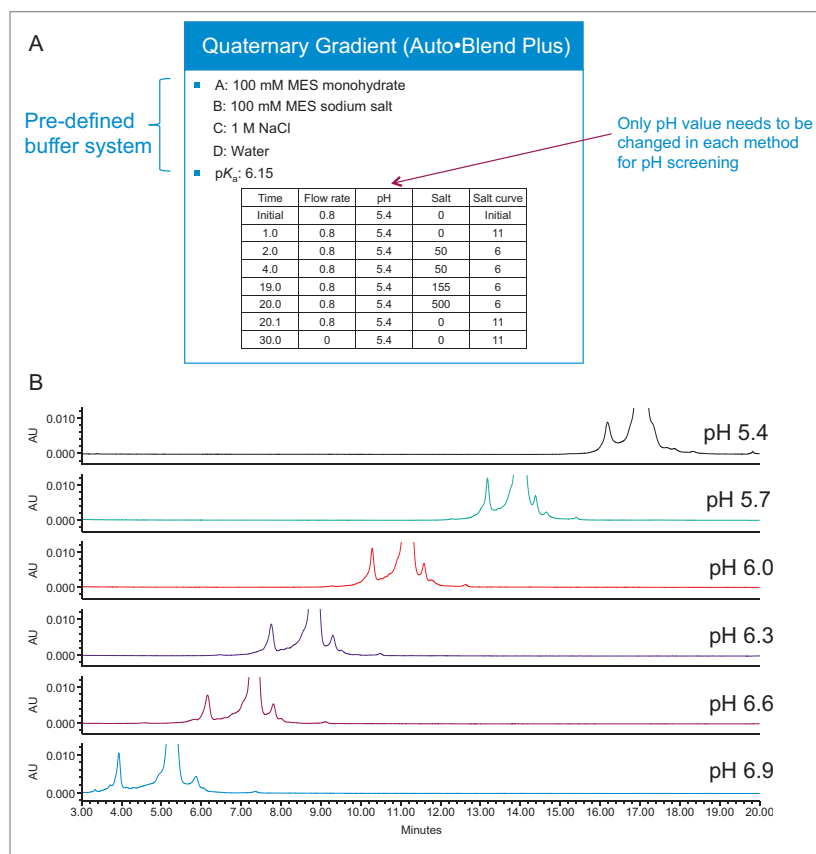 A
Quaternary Gradient (Auto•Blend Plus)
Pre-defined
buffer system
A: 100 mM MES monohydrate
B: 100 mM MES sodium salt
C: 1 M NaCl
D: Water
pKa: 6.15
Only pH value needs to be
changed in each method
for pH screening
Time Flow rate pH Salt Salt curve
Initial 0.8 5.4 0 Initial
1.0 0.8 5.4 0 11
2.0 0.8 5.4 50 6
4.0 0.8 5.4 50 6
19.0 0.8 5.4 155 6
20.0 0.8 5.4 500 6
20.1 0.8 5.4 0 11
30.0 0 5.4 0 11
B
AU
0.010
0.000
pH 5.4
AU
0.010
0.000
pH 5.7
AU
0.010
0.000
pH 6.0
AU
0.010
0.000
pH 6.3
AU
0.010
0.000
pH 6.6
AU
0.010
0.000
pH 6.9
3.00 4.00 5.00 6.00 7.00 8.00 9.00 10.00 11.00 12.00 13.00 14.00 15.00 16.00 17.00 18.00 19.00 20.00
Minutes